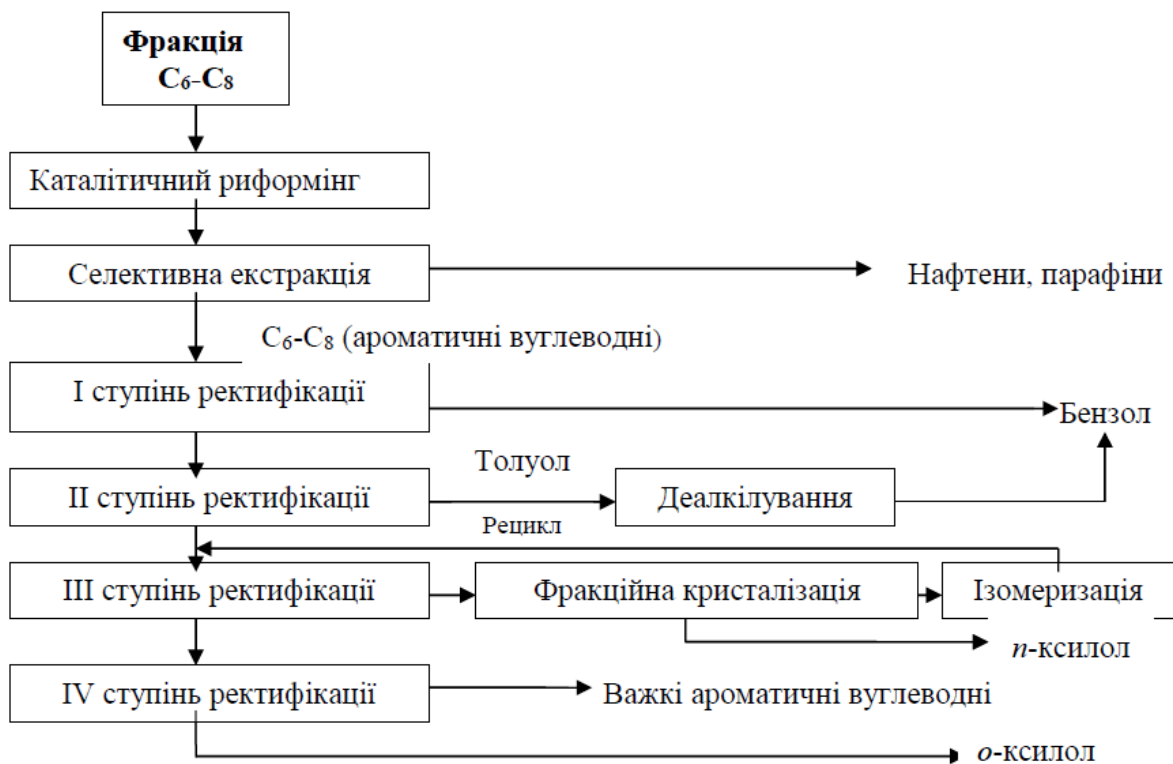 Фракція
С₆-С₈
Каталітичний риформінг
Селективна екстракція
Нафтени, парафіни
С₆-С₈ (ароматичні вуглеводні)
І ступінь ректифікації
Бензол
Толуол
ІІ ступінь ректифікації
Деалкілування
Рецикл
ІІІ ступінь ректифікації
Фракційна кристалізація
Ізомеризація
n-ксилол
IV ступінь ректифікації
Важкі ароматичні вуглеводні
о-ксилол